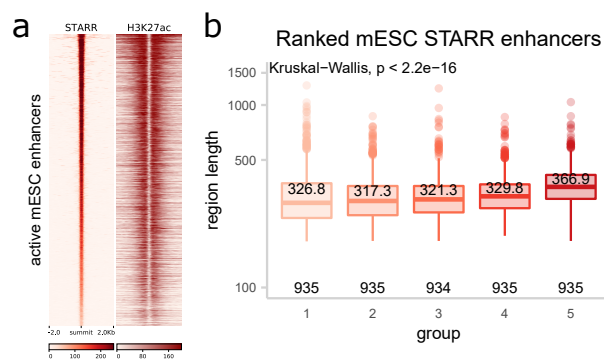 a
STARR
H3K27ac
active mESC enhancers
-2.0 summit 2.0Kb
0 100 200
0 80 160
b
Ranked mESC STARR enhancers
Kruskal−Wallis, p < 2.2e−16
region length
1500
1000
500
100
326.8 317.3 321.3 329.8 366.9
935 935 934 935 935
1 2 3 4 5
group